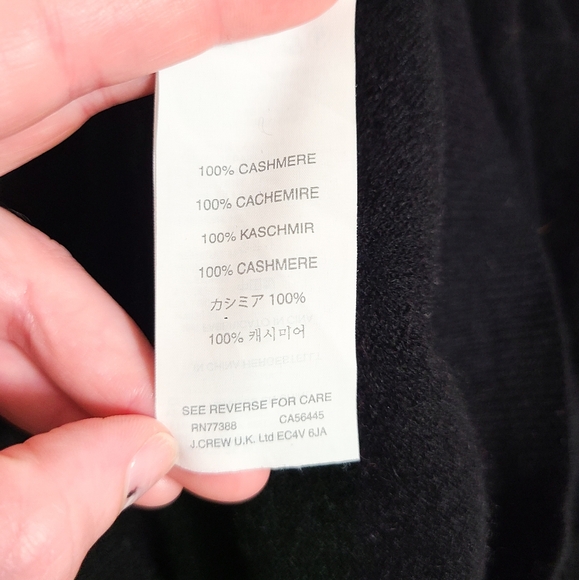 100% CASHMERE
100% CACHEMIRE
100% KASCHMIR
100% CASHMERE
カシミア 100%
100% 캐시미어
SEE REVERSE FOR CARE
RN77388 CA56445
J.CREW U.K. Ltd EC4V 6JA